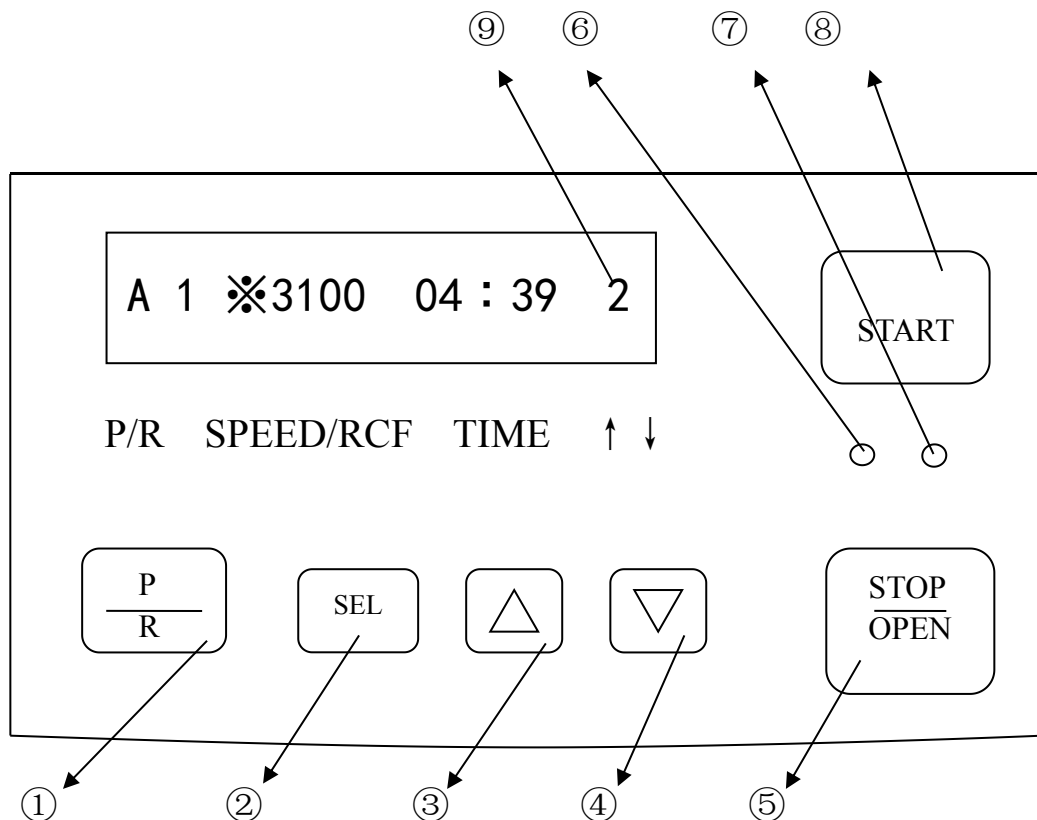 ⑨ ⑥ ⑦ ⑧
A 1 ※3100 04：39 2
START
P/R SPEED/RCF TIME ↑ ↓
P
R
SEL
△
▽
STOP
OPEN
① ② ③ ④ ⑤